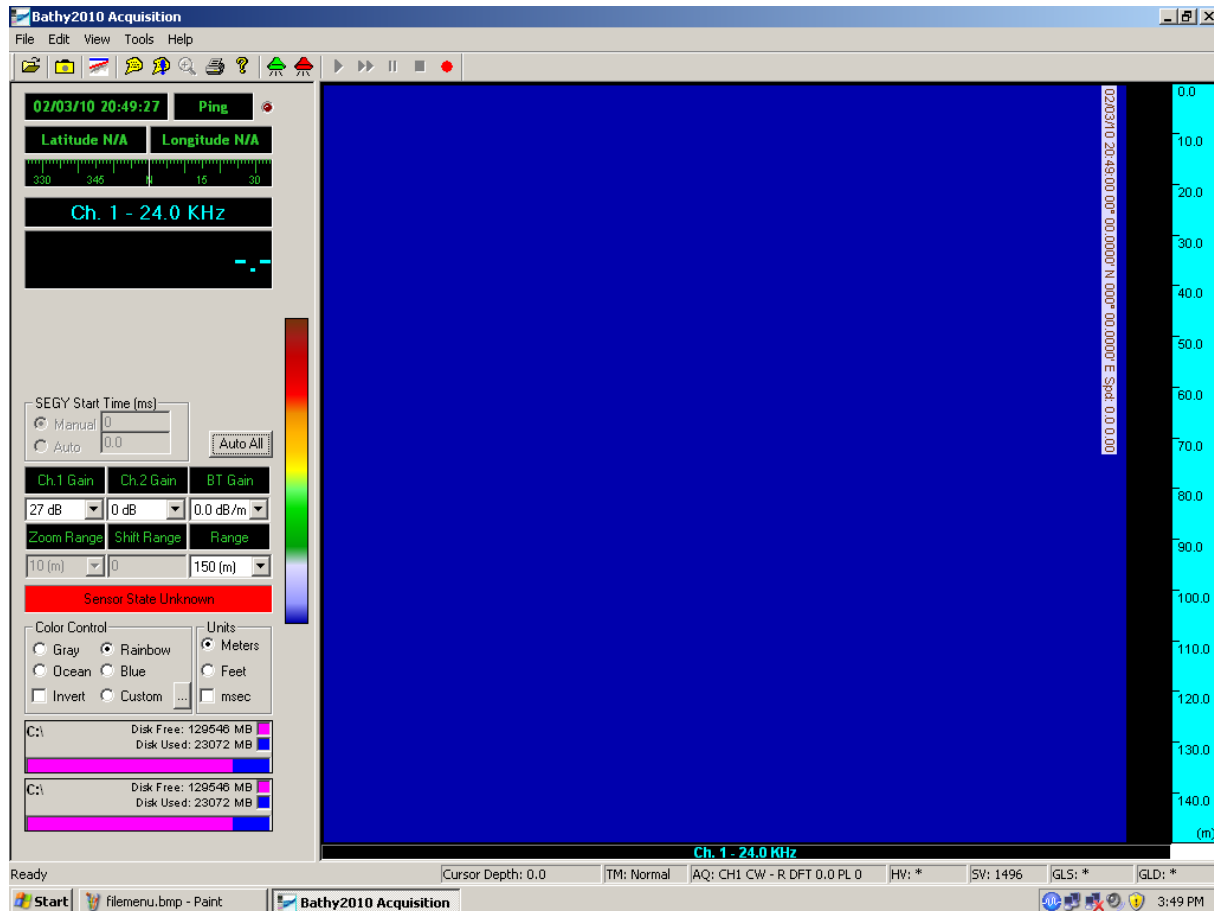 Bathy2010 Acquisition
File Edit View Tools Help
02/03/10 20:49:27 Ping
Latitude N/A Longitude N/A
330 345 N 15 30
Ch. 1 - 24.0 KHz
-.-
SEGY Start Time (ms)
Manual 0
Auto 0.0
Auto All
Ch.1 Gain Ch.2 Gain BT Gain
27 dB 0 dB 0.0 dB/m
Zoom Range Shift Range Range
10 (m) 0 150 (m)
Sensor State Unknown
Color Control Units
Gray Rainbow Meters
Ocean Blue Feet
Invert Custom ... msec
C:\ Disk Free: 129546 MB
Disk Used: 23072 MB
C:\ Disk Free: 129546 MB
Disk Used: 23072 MB
02/03/10 20:49:00 00° 00.0000' N 000° 00.0000' E Spd: 0.0 0.00
0.0
10.0
20.0
30.0
40.0
50.0
60.0
70.0
80.0
90.0
100.0
110.0
120.0
130.0
140.0
(m)
Ch. 1 - 24.0 KHz
Ready Cursor Depth: 0.0 TM: Normal AQ: CH1 CW - R DFT 0.0 PL 0 HV: * SV: 1496 GLS: * GLD: *
Start filemenu.bmp - Paint Bathy2010 Acquisition 3:49 PM